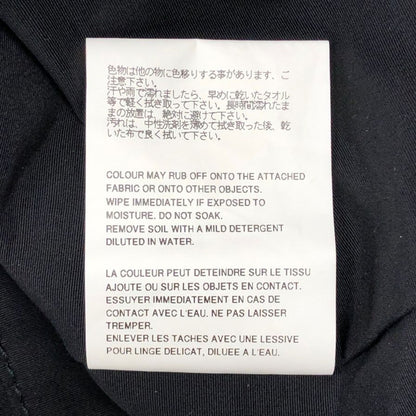 色物は他の物に色移りする事があります、ご
注意下さい。
汗や雨で濡れましたら、早めに乾いたタオル
等で軽く拭き取って下さい。長時間濡れたま
まの放置は、絶対に避けて下さい。
汚れは、中性洗剤を薄めて拭き取った後、乾
いた布で良く拭いて下さい。
COLOUR MAY RUB OFF ONTO THE ATTACHED
FABRIC OR ONTO OTHER OBJECTS.
WIPE IMMEDIATELY IF EXPOSED TO
MOISTURE. DO NOT SOAK.
REMOVE SOIL WITH A MILD DETERGENT
DILUTED IN WATER.
LA COULEUR PEUT DETEINDRE SUR LE TISSU
AJOUTE OU SUR LES OBJETS EN CONTACT.
ESSUYER IMMEDIATEMENT EN CAS DE
CONTACT AVEC L'EAU. NE PAS LAISSER
TREMPER.
ENLEVER LES TACHES AVEC UNE LESSIVE
POUR LINGE DELICAT, DILUEE A L'EAU.